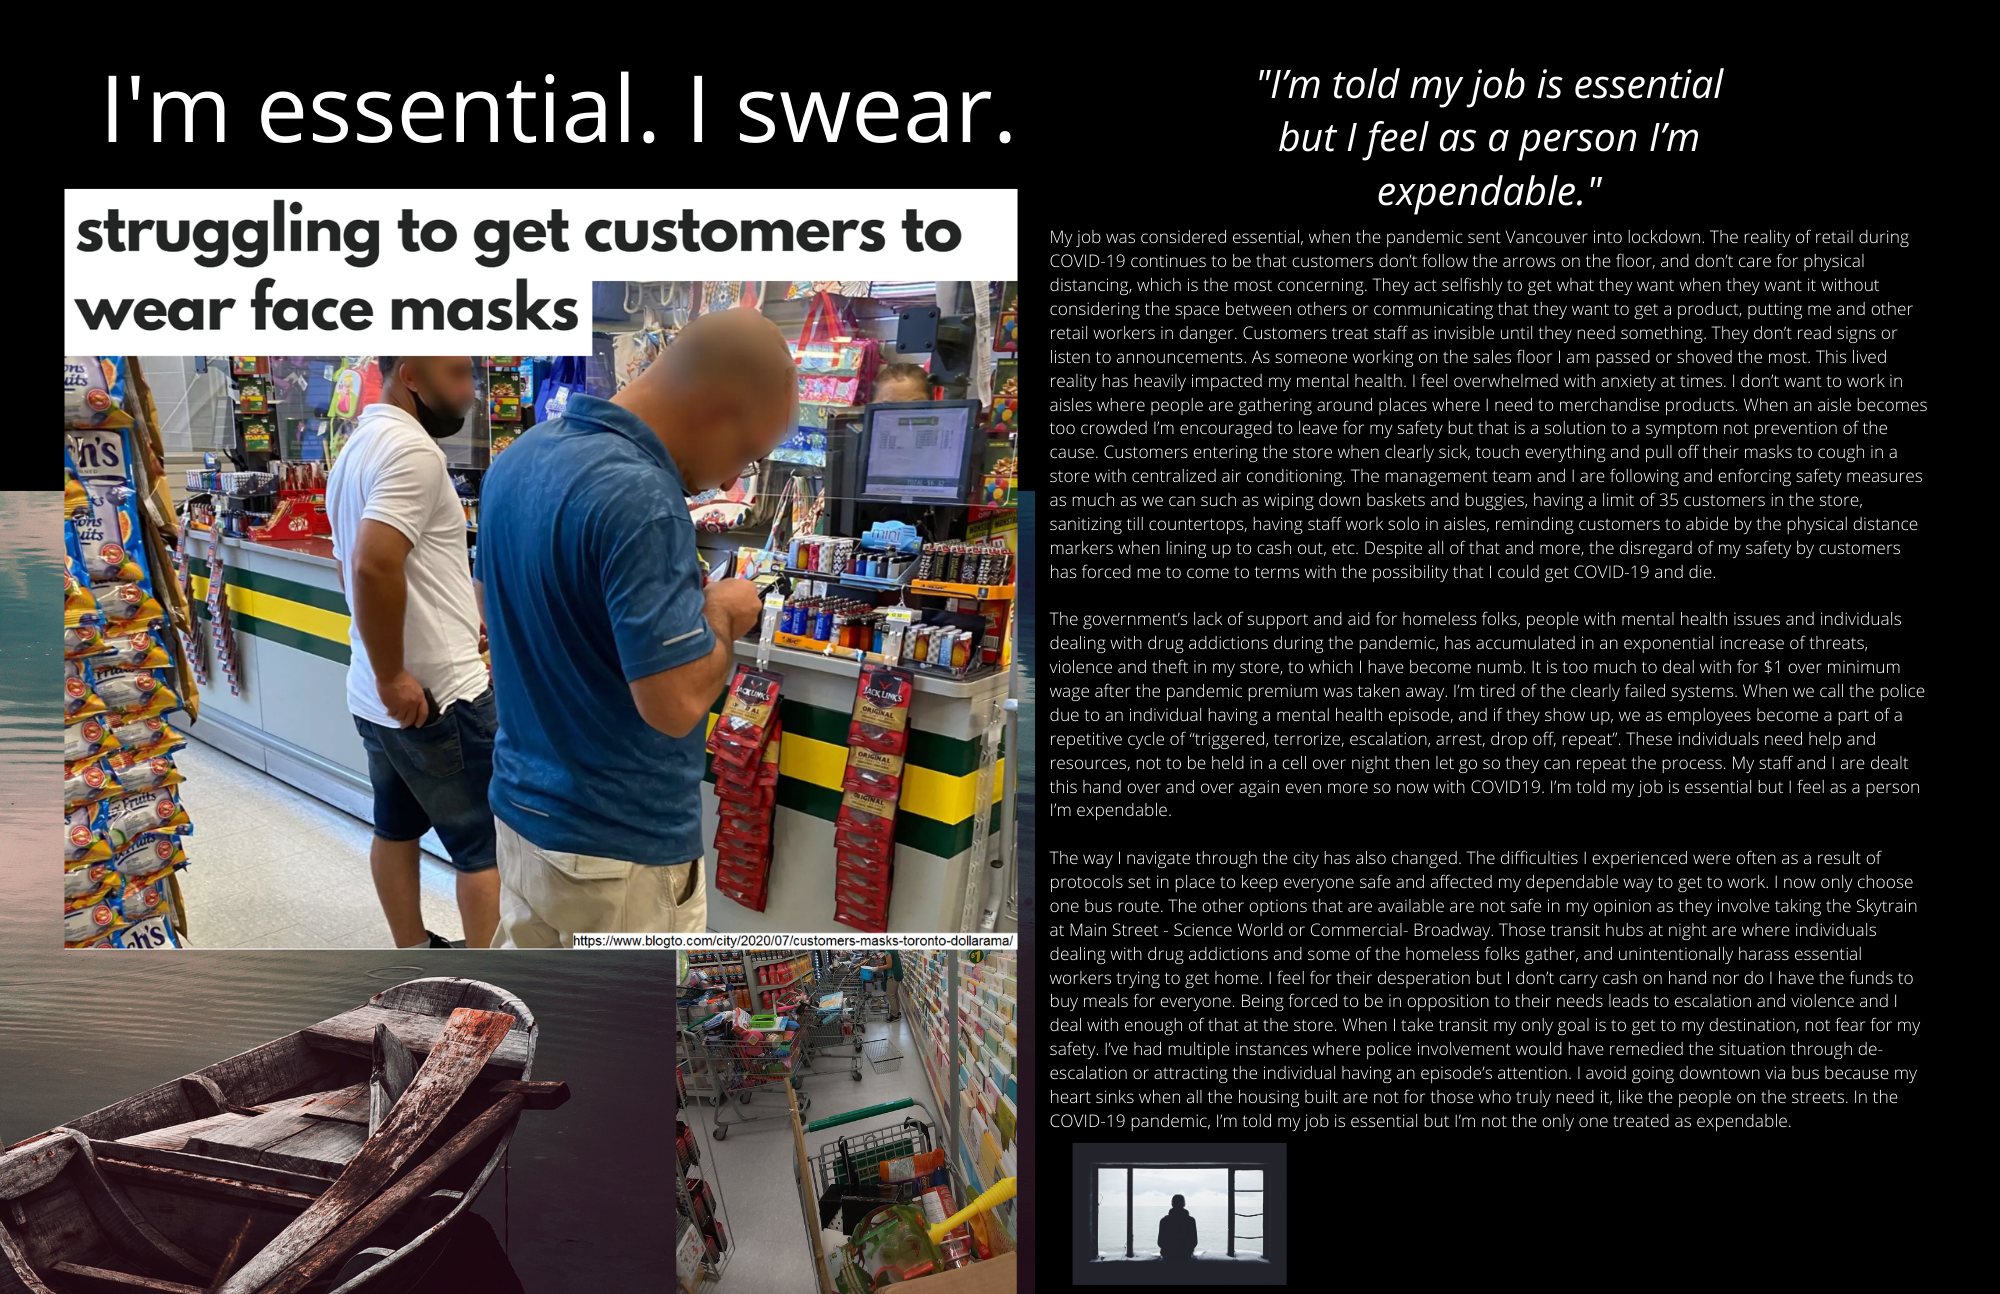 I'm essential. I swear.
struggling to get customers to
wear face masks
https://www.blogto.com/city/2020/07/customers-masks-toronto-dollarama/
"I’m told my job is essential
but I feel as a person I’m
expendable."
My job was considered essential, when the pandemic sent Vancouver into lockdown. The reality of retail during
COVID-19 continues to be that customers don’t follow the arrows on the floor, and don’t care for physical
distancing, which is the most concerning. They act selfishly to get what they want when they want it without
considering the space between others or communicating that they want to get a product, putting me and other
retail workers in danger. Customers treat staff as invisible until they need something. They don’t read signs or
listen to announcements. As someone working on the sales floor I am passed or shoved the most. This lived
reality has heavily impacted my mental health. I feel overwhelmed with anxiety at times. I don’t want to work in
aisles where people are gathering around places where I need to merchandise products. When an aisle becomes
too crowded I’m encouraged to leave for my safety but that is a solution to a symptom not prevention of the
cause. Customers entering the store when clearly sick, touch everything and pull off their masks to cough in a
store with centralized air conditioning. The management team and I are following and enforcing safety measures
as much as we can such as wiping down baskets and buggies, having a limit of 35 customers in the store,
sanitizing till countertops, having staff work solo in aisles, reminding customers to abide by the physical distance
markers when lining up to cash out, etc. Despite all of that and more, the disregard of my safety by customers
has forced me to come to terms with the possibility that I could get COVID-19 and die.
The government’s lack of support and aid for homeless folks, people with mental health issues and individuals
dealing with drug addictions during the pandemic, has accumulated in an exponential increase of threats,
violence and theft in my store, to which I have become numb. It is too much to deal with for $1 over minimum
wage after the pandemic premium was taken away. I’m tired of the clearly failed systems. When we call the police
due to an individual having a mental health episode, and if they show up, we as employees become a part of a
repetitive cycle of “triggered, terrorize, escalation, arrest, drop off, repeat”. These individuals need help and
resources, not to be held in a cell over night then let go so they can repeat the process. My staff and I are dealt
this hand over and over again even more so now with COVID19. I’m told my job is essential but I feel as a person
I’m expendable.
The way I navigate through the city has also changed. The difficulties I experienced were often as a result of
protocols set in place to keep everyone safe and affected my dependable way to get to work. I now only choose
one bus route. The other options that are available are not safe in my opinion as they involve taking the Skytrain
at Main Street - Science World or Commercial- Broadway. Those transit hubs at night are where individuals
dealing with drug addictions and some of the homeless folks gather, and unintentionally harass essential
workers trying to get home. I feel for their desperation but I don’t carry cash on hand nor do I have the funds to
buy meals for everyone. Being forced to be in opposition to their needs leads to escalation and violence and I
deal with enough of that at the store. When I take transit my only goal is to get to my destination, not fear for my
safety. I’ve had multiple instances where police involvement would have remedied the situation through de-
escalation or attracting the individual having an episode’s attention. I avoid going downtown via bus because my
heart sinks when all the housing built are not for those who truly need it, like the people on the streets. In the
COVID-19 pandemic, I’m told my job is essential but I’m not the only one treated as expendable.
mini
JACK LINK'S
ORIGINAL
JACK LINK'S
ORIGINAL
ORIGINAL
ORIGINAL